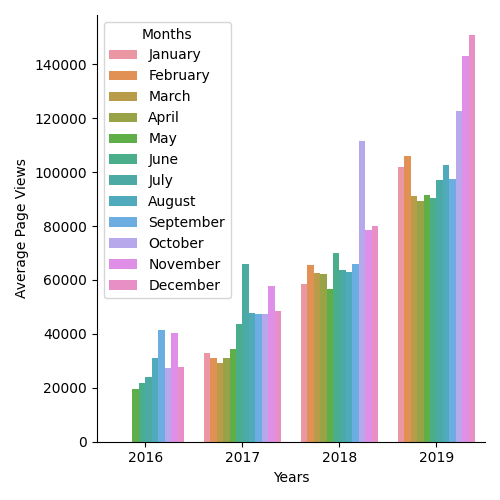 Months
January
February
March
April
May
June
July
August
September
October
November
December
Average Page Views
140000
120000
100000
80000
60000
40000
20000
0
2016 2017 2018 2019
Years